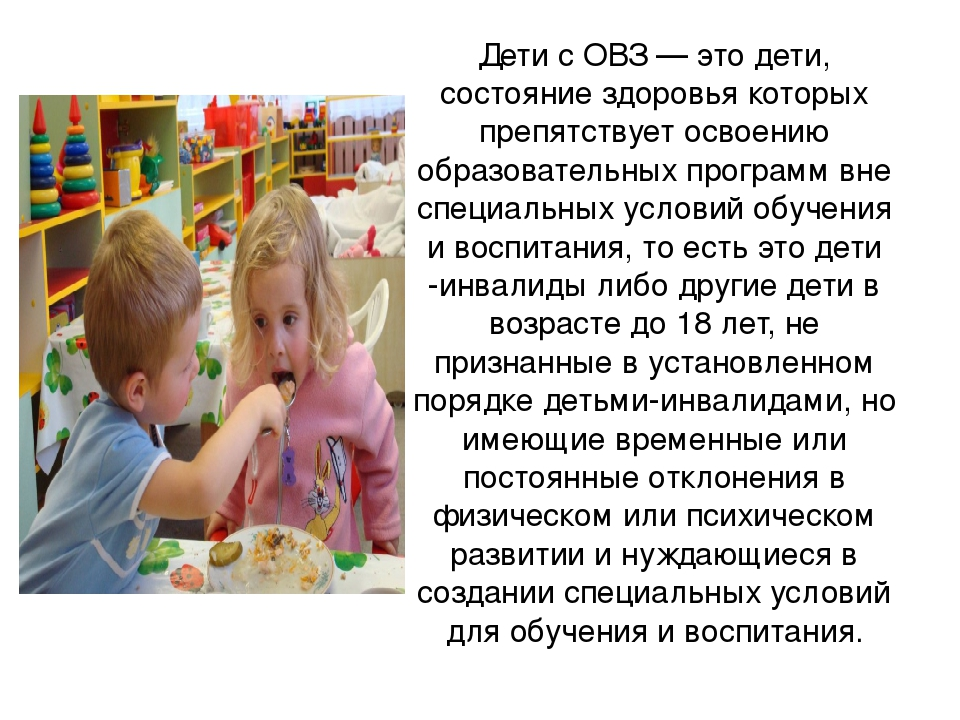 Дети с ОВЗ — это дети,
состояние здоровья которых
препятствует освоению
образовательных программ вне
специальных условий обучения
и воспитания, то есть это дети
-инвалиды либо другие дети в
возрасте до 18 лет, не
признанные в установленном
порядке детьми-инвалидами, но
имеющие временные или
постоянные отклонения в
физическом или психическом
развитии и нуждающиеся в
создании специальных условий
для обучения и воспитания.